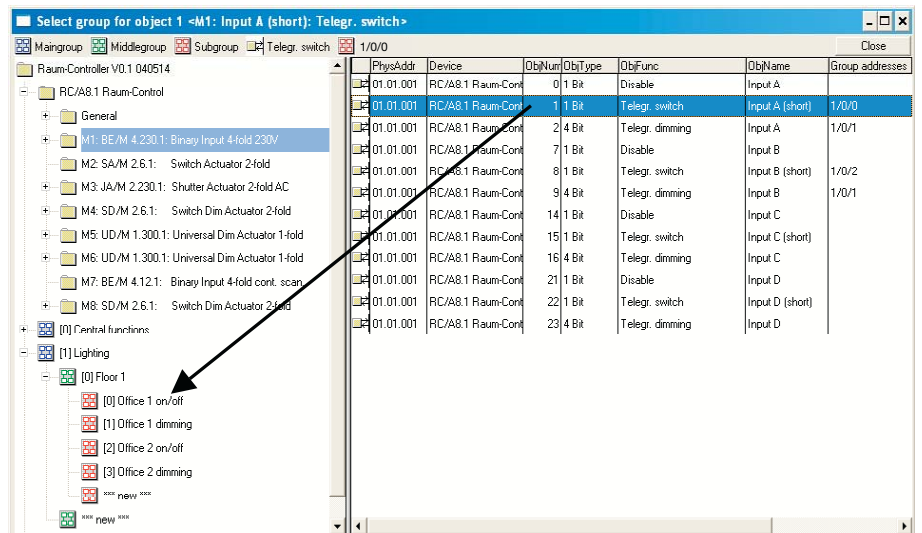 Select group for object 1 <M1: Input A (short): Telegr. switch>
Maingroup Middlegroup Subgroup Telegr. switch 1/0/0 Close
Raum-Controller V0.1 040514
RC/A8.1 Raum-Control
General
M1: BE/M 4.230.1: Binary Input 4-fold 230V
M2: SA/M 2.6.1: Switch Actuator 2-fold
M3: JA/M 2.230.1: Shutter Actuator 2-fold AC
M4: SD/M 2.6.1: Switch Dim Actuator 2-fold
M5: UD/M 1.300.1: Universal Dim Actuator 1-fold
M6: UD/M 1.300.1: Universal Dim Actuator 1-fold
M7: BE/M 4.12.1: Binary Input 4-fold cont. scan
M8: SD/M 2.6.1: Switch Dim Actuator 2-fold
[0] Central functions
[1] Lighting
[0] Floor 1
[0] Office 1 on/off
[1] Office 1 dimming
[2] Office 2 on/off
[3] Office 2 dimming
*** new ***
*** new ***
PhysAddr Device ObjNum ObjType ObjFunc ObjName Group addresses
01.01.001 RC/A8.1 Raum-Cont 0 1 Bit Disable Input A
01.01.001 RC/A8.1 Raum-Cont 1 1 Bit Telegr. switch Input A (short) 1/0/0
01.01.001 RC/A8.1 Raum-Cont 2 4 Bit Telegr. dimming Input A 1/0/1
01.01.001 RC/A8.1 Raum-Cont 7 1 Bit Disable Input B
01.01.001 RC/A8.1 Raum-Cont 8 1 Bit Telegr. switch Input B (short) 1/0/2
01.01.001 RC/A8.1 Raum-Cont 9 4 Bit Telegr. dimming Input B 1/0/1
01.01.001 RC/A8.1 Raum-Cont 14 1 Bit Disable Input C
01.01.001 RC/A8.1 Raum-Cont 15 1 Bit Telegr. switch Input C (short)
01.01.001 RC/A8.1 Raum-Cont 16 4 Bit Telegr. dimming Input C
01.01.001 RC/A8.1 Raum-Cont 21 1 Bit Disable Input D
01.01.001 RC/A8.1 Raum-Cont 22 1 Bit Telegr. switch Input D (short)
01.01.001 RC/A8.1 Raum-Cont 23 4 Bit Telegr. dimming Input D